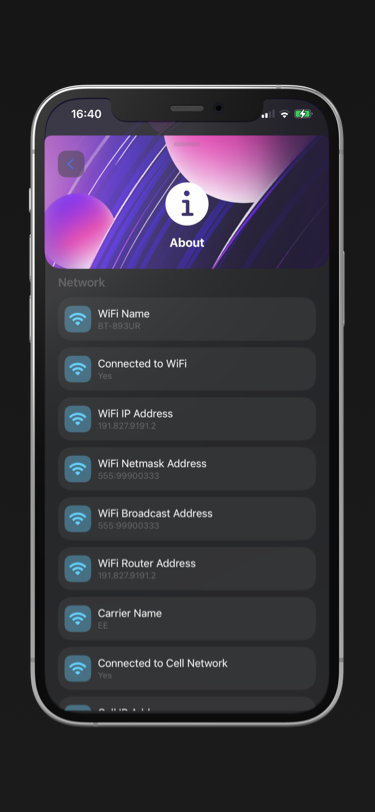 16:40
About
Network
WiFi Name
BT-893UR
Connected to WiFi
Yes
WiFi IP Address
191.827.9191.2
WiFi Netmask Address
555:99900333
WiFi Broadcast Address
555:99900333
WiFi Router Address
191.827.9191.2
Carrier Name
EE
Connected to Cell Network
Yes